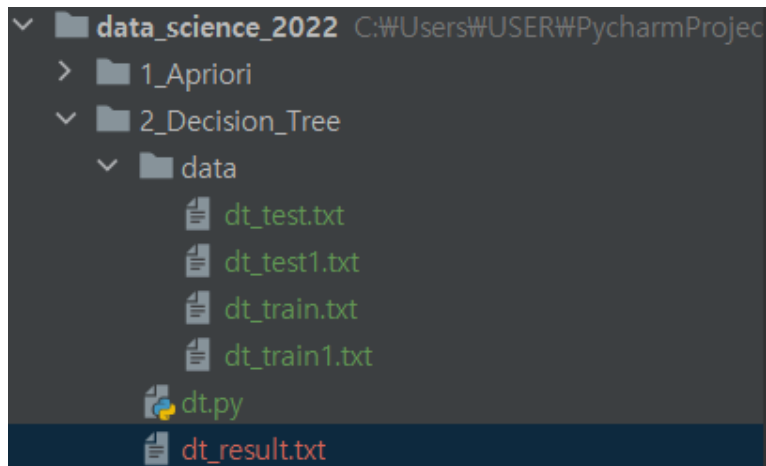 data_science_2022 C:₩Users₩USER₩PycharmProjec
1_Apriori
2_Decision_Tree
data
dt_test.txt
dt_test1.txt
dt_train.txt
dt_train1.txt
dt.py
dt_result.txt